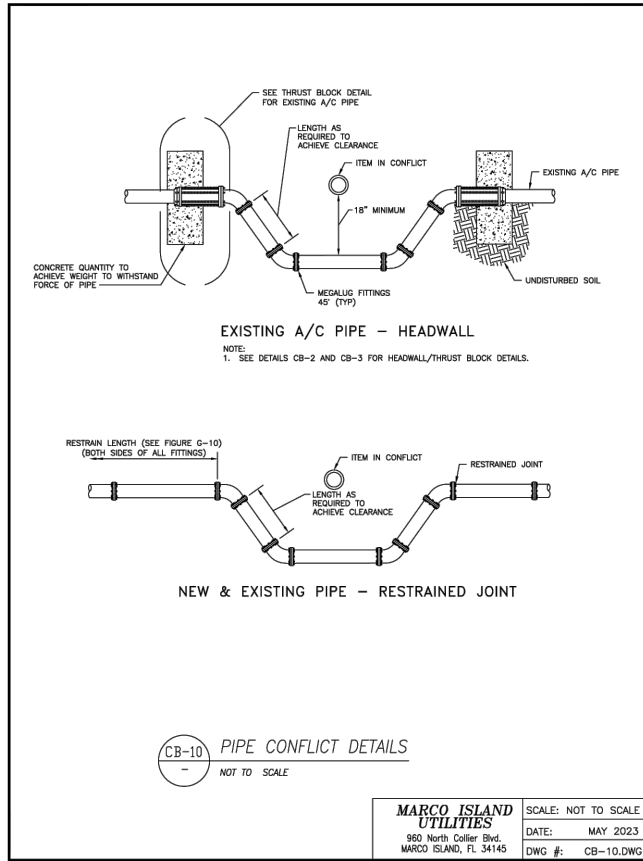 SEE THRUST BLOCK DETAIL
FOR EXISTING A/C PIPE
LENGTH AS
REQUIRED TO
ACHIEVE CLEARANCE
ITEM IN CONFLICT
EXISTING A/C PIPE
18" MINIMUM
CONCRETE QUANTITY TO
ACHIEVE WEIGHT TO WITHSTAND
FORCE OF PIPE
MEGALUG FITTINGS
45° (TYP)
UNDISTURBED SOIL
EXISTING A/C PIPE – HEADWALL
NOTE:
1. SEE DETAILS CB-2 AND CB-3 FOR HEADWALL/THRUST BLOCK DETAILS.
RESTRAIN LENGTH (SEE FIGURE G-10)
(BOTH SIDES OF ALL FITTINGS)
ITEM IN CONFLICT
RESTRAINED JOINT
LENGTH AS
REQUIRED TO
ACHIEVE CLEARANCE
NEW & EXISTING PIPE – RESTRAINED JOINT
CB-10
–
PIPE CONFLICT DETAILS
NOT TO SCALE
MARCO ISLAND
UTILITIES
960 North Collier Blvd.
MARCO ISLAND, FL 34145
SCALE: NOT TO SCALE
DATE: MAY 2023
DWG #: CB-10.DWG